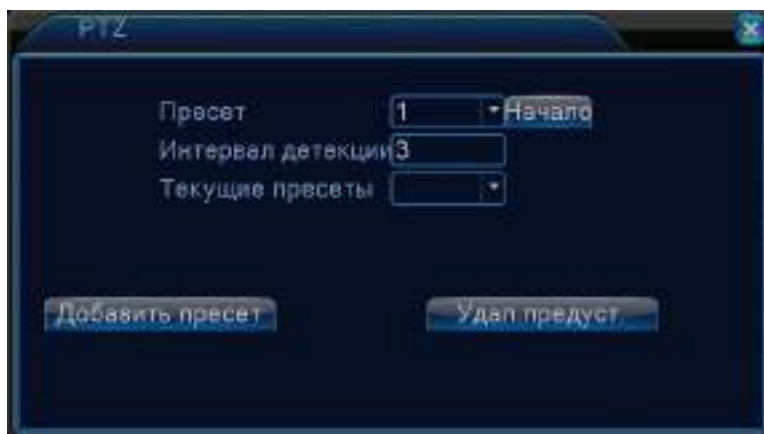 PTZ
Пресет 1 Начало
Интервал детекции 3
Текущие пресеты
Добавить пресет Удал предуст.